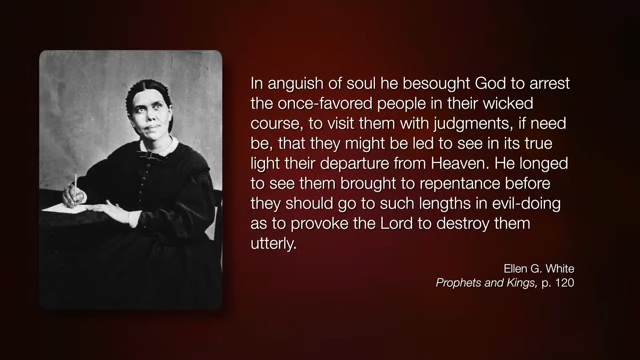 In anguish of soul he besought God to arrest
the once-favored people in their wicked
course, to visit them with judgments, if need
be, that they might be led to see in its true
light their departure from Heaven. He longed
to see them brought to repentance before
they should go to such lengths in evil-doing
as to provoke the Lord to destroy them
utterly.
Ellen G. White
Prophets and Kings, p. 120